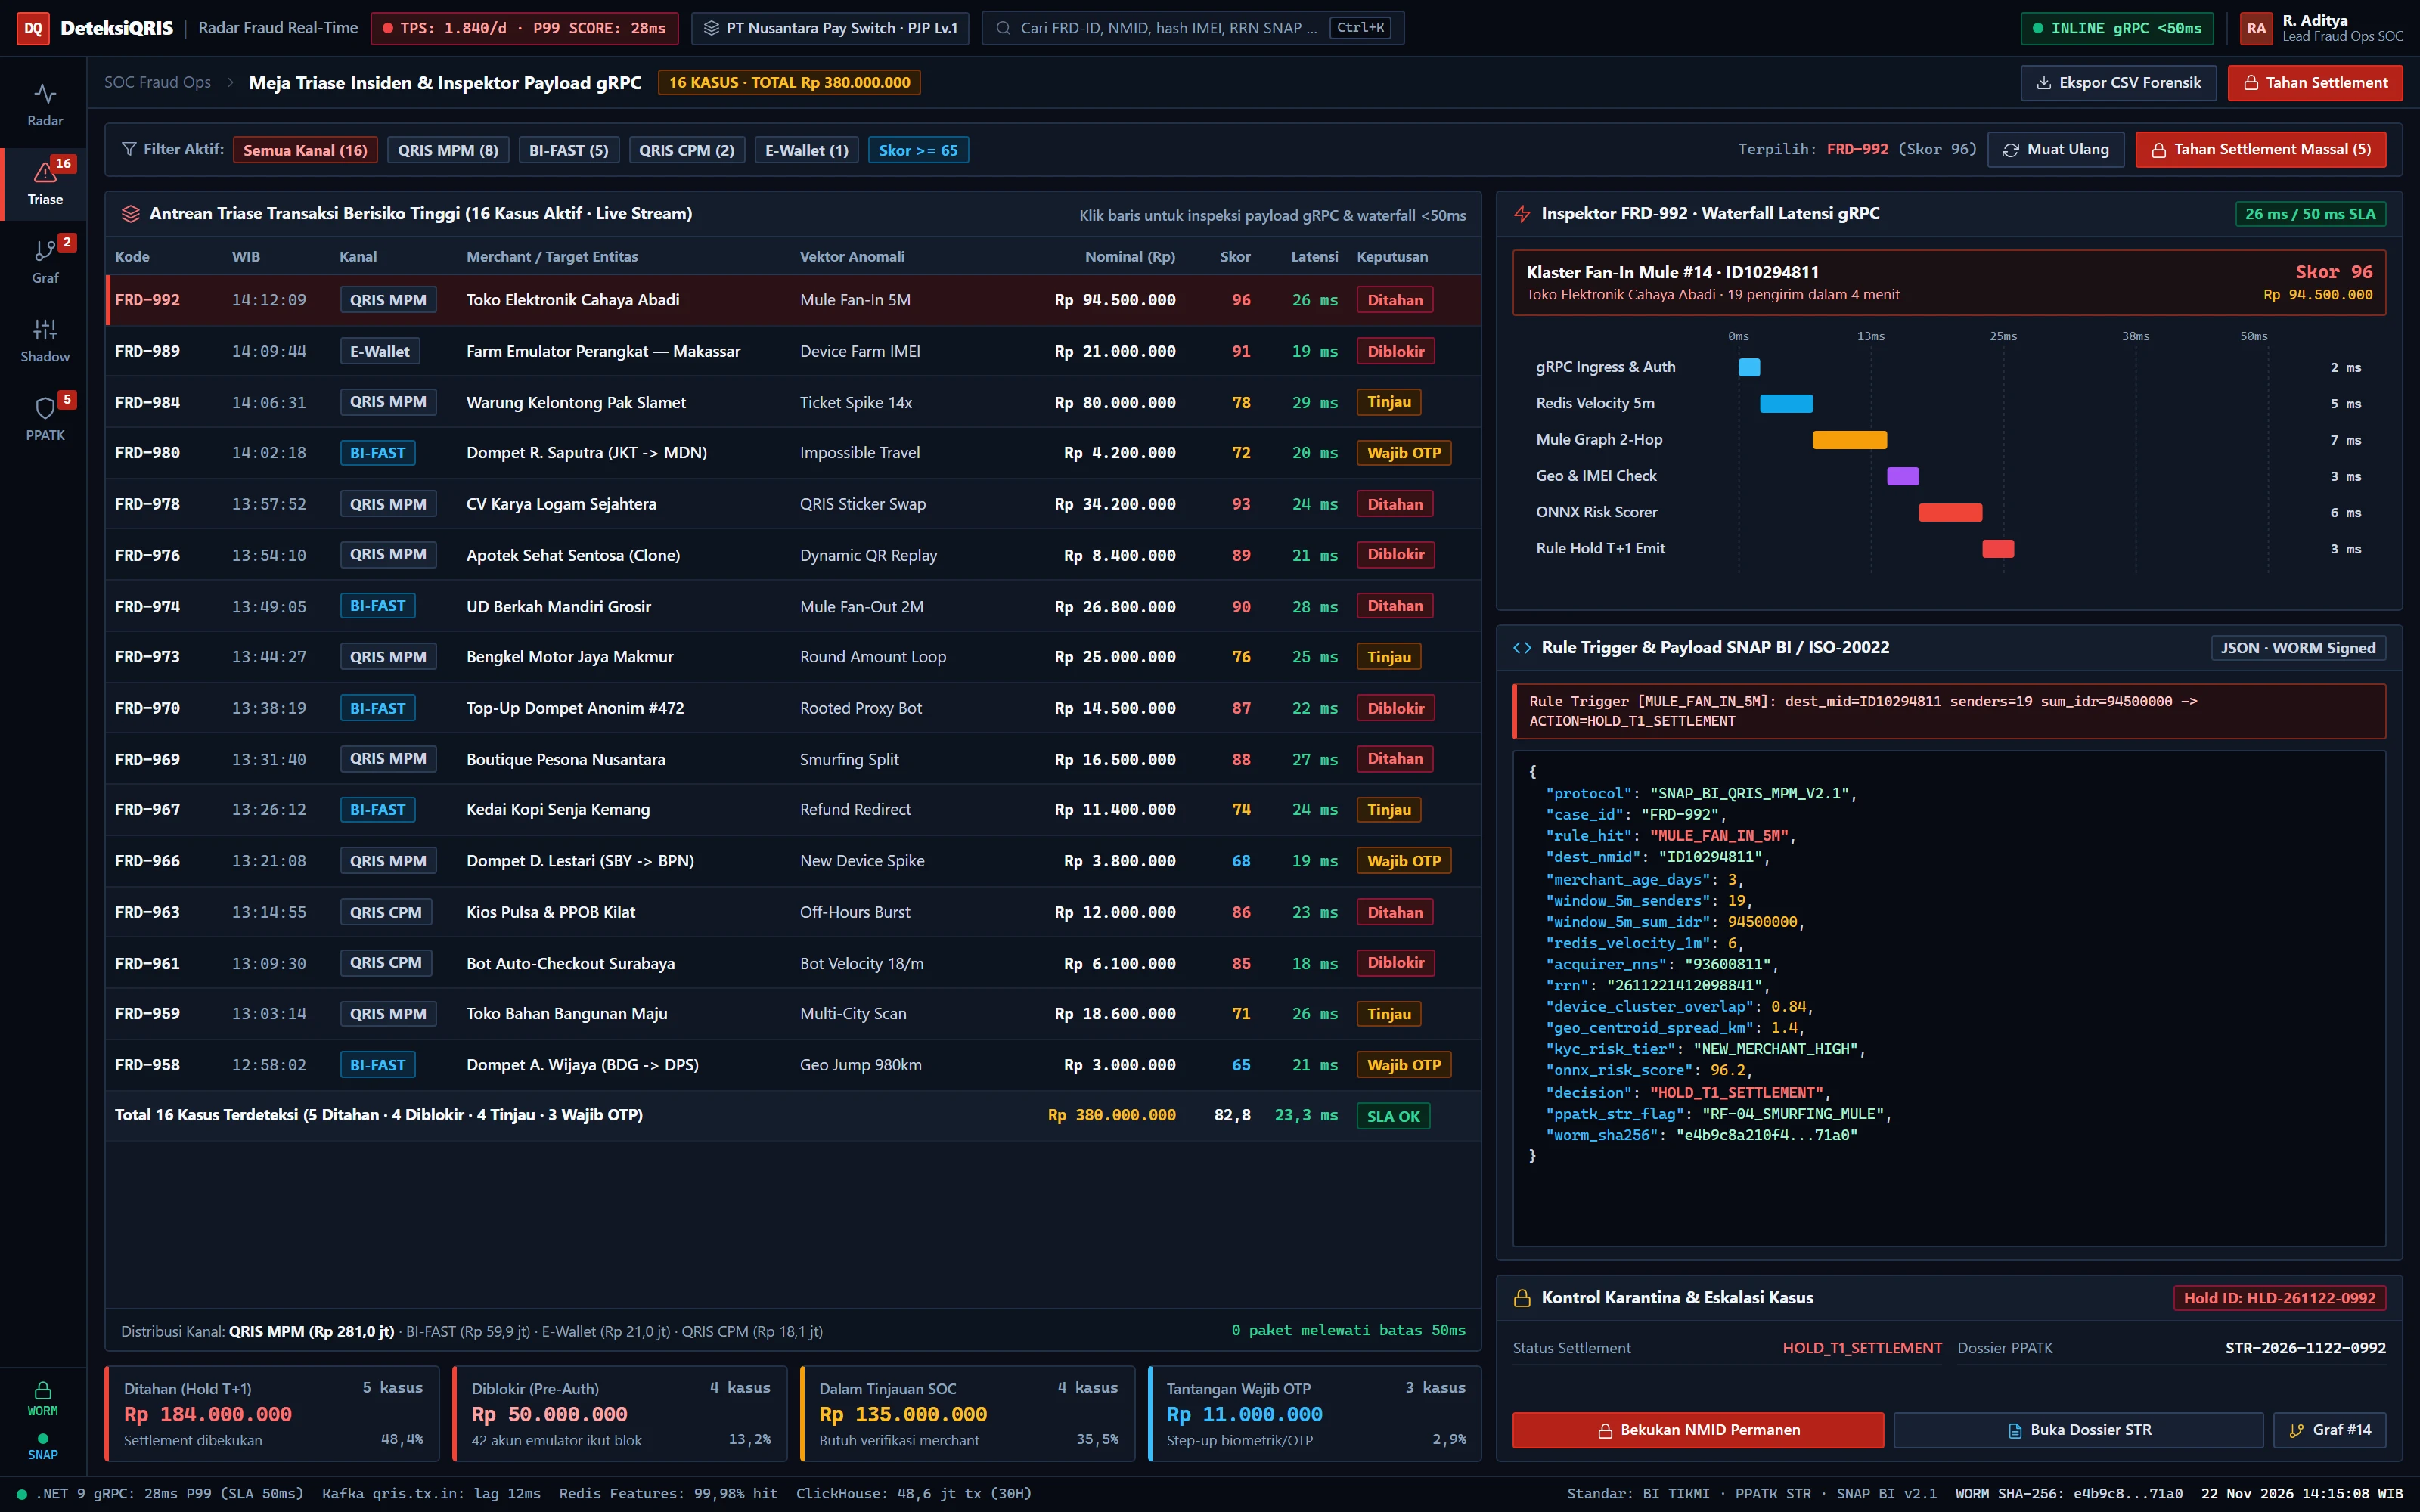 DQ DeteksiQRIS Radar Fraud Real-Time TPS: 1.840/d · P99 SCORE: 28ms PT Nusantara Pay Switch · PJP Lv.1 Cari FRD-ID, NMID, hash IMEI, RRN SNAP ... Ctrl+K INLINE gRPC <50ms RA R. Aditya
Lead Fraud Ops SOC
SOC Fraud Ops Meja Triase Insiden & Inspektor Payload gRPC 16 KASUS · TOTAL Rp 380.000.000 Ekspor CSV Forensik Tahan Settlement
Radar
16
Triase
2
Graf
Shadow
5
PPATK
WORM
SNAP
Filter Aktif: Semua Kanal (16) QRIS MPM (8) BI-FAST (5) QRIS CPM (2) E-Wallet (1) Skor >= 65 Terpilih: FRD-992 (Skor 96) Muat Ulang Tahan Settlement Massal (5)
Antrean Triase Transaksi Berisiko Tinggi (16 Kasus Aktif · Live Stream) Klik baris untuk inspeksi payload gRPC & waterfall <50ms
Kode WIB Kanal Merchant / Target Entitas Vektor Anomali Nominal (Rp) Skor Latensi Keputusan
FRD-992 14:12:09 QRIS MPM Toko Elektronik Cahaya Abadi Mule Fan-In 5M Rp 94.500.000 96 26 ms Ditahan
FRD-989 14:09:44 E-Wallet Farm Emulator Perangkat — Makassar Device Farm IMEI Rp 21.000.000 91 19 ms Diblokir
FRD-984 14:06:31 QRIS MPM Warung Kelontong Pak Slamet Ticket Spike 14x Rp 80.000.000 78 29 ms Tinjau
FRD-980 14:02:18 BI-FAST Dompet R. Saputra (JKT -> MDN) Impossible Travel Rp 4.200.000 72 20 ms Wajib OTP
FRD-978 13:57:52 QRIS MPM CV Karya Logam Sejahtera QRIS Sticker Swap Rp 34.200.000 93 24 ms Ditahan
FRD-976 13:54:10 QRIS MPM Apotek Sehat Sentosa (Clone) Dynamic QR Replay Rp 8.400.000 89 21 ms Diblokir
FRD-974 13:49:05 BI-FAST UD Berkah Mandiri Grosir Mule Fan-Out 2M Rp 26.800.000 90 28 ms Ditahan
FRD-973 13:44:27 QRIS MPM Bengkel Motor Jaya Makmur Round Amount Loop Rp 25.000.000 76 25 ms Tinjau
FRD-970 13:38:19 BI-FAST Top-Up Dompet Anonim #472 Rooted Proxy Bot Rp 14.500.000 87 22 ms Diblokir
FRD-969 13:31:40 QRIS MPM Boutique Pesona Nusantara Smurfing Split Rp 16.500.000 88 27 ms Ditahan
FRD-967 13:26:12 BI-FAST Kedai Kopi Senja Kemang Refund Redirect Rp 11.400.000 74 24 ms Tinjau
FRD-966 13:21:08 QRIS MPM Dompet D. Lestari (SBY -> BPN) New Device Spike Rp 3.800.000 68 19 ms Wajib OTP
FRD-963 13:14:55 QRIS CPM Kios Pulsa & PPOB Kilat Off-Hours Burst Rp 12.000.000 86 23 ms Ditahan
FRD-961 13:09:30 QRIS CPM Bot Auto-Checkout Surabaya Bot Velocity 18/m Rp 6.100.000 85 18 ms Diblokir
FRD-959 13:03:14 QRIS MPM Toko Bahan Bangunan Maju Multi-City Scan Rp 18.600.000 71 26 ms Tinjau
FRD-958 12:58:02 BI-FAST Dompet A. Wijaya (BDG -> DPS) Geo Jump 980km Rp 3.000.000 65 21 ms Wajib OTP
Total 16 Kasus Terdeteksi (5 Ditahan · 4 Diblokir · 4 Tinjau · 3 Wajib OTP) Rp 380.000.000 82,8 23,3 ms SLA OK
Distribusi Kanal: QRIS MPM (Rp 281,0 jt) · BI-FAST (Rp 59,9 jt) · E-Wallet (Rp 21,0 jt) · QRIS CPM (Rp 18,1 jt) 0 paket melewati batas 50ms
Ditahan (Hold T+1) 5 kasus
Rp 184.000.000
Settlement dibekukan 48,4%
Diblokir (Pre-Auth) 4 kasus
Rp 50.000.000
42 akun emulator ikut blok 13,2%
Dalam Tinjauan SOC 4 kasus
Rp 135.000.000
Butuh verifikasi merchant 35,5%
Tantangan Wajib OTP 3 kasus
Rp 11.000.000
Step-up biometrik/OTP 2,9%
Inspektor FRD-992 · Waterfall Latensi gRPC 26 ms / 50 ms SLA
Klaster Fan-In Mule #14 · ID10294811 Skor 96
Toko Elektronik Cahaya Abadi · 19 pengirim dalam 4 menit Rp 94.500.000
0ms 13ms 25ms 38ms 50ms
gRPC Ingress & Auth 2 ms
Redis Velocity 5m 5 ms
Mule Graph 2-Hop 7 ms
Geo & IMEI Check 3 ms
ONNX Risk Scorer 6 ms
Rule Hold T+1 Emit 3 ms
Rule Trigger & Payload SNAP BI / ISO-20022 JSON · WORM Signed
Rule Trigger [MULE_FAN_IN_5M]: dest_mid=ID10294811 senders=19 sum_idr=94500000 ->
ACTION=HOLD_T1_SETTLEMENT
{
"protocol": "SNAP_BI_QRIS_MPM_V2.1",
"case_id": "FRD-992",
"rule_hit": "MULE_FAN_IN_5M",
"dest_nmid": "ID10294811",
"merchant_age_days": 3,
"window_5m_senders": 19,
"window_5m_sum_idr": 94500000,
"redis_velocity_1m": 6,
"acquirer_nns": "93600811",
"rrn": "2611221412098841",
"device_cluster_overlap": 0.84,
"geo_centroid_spread_km": 1.4,
"kyc_risk_tier": "NEW_MERCHANT_HIGH",
"onnx_risk_score": 96.2,
"decision": "HOLD_T1_SETTLEMENT",
"ppatk_str_flag": "RF-04_SMURFING_MULE",
"worm_sha256": "e4b9c8a210f4...71a0"
}
Kontrol Karantina & Eskalasi Kasus Hold ID: HLD-261122-0992
Status Settlement HOLD_T1_SETTLEMENT Dossier PPATK STR-2026-1122-0992
Bekukan NMID Permanen Buka Dossier STR Graf #14
.NET 9 gRPC: 28ms P99 (SLA 50ms) Kafka qris.tx.in: lag 12ms Redis Features: 99,98% hit ClickHouse: 48,6 jt tx (30H) Standar: BI TIKMI · PPATK STR · SNAP BI v2.1 WORM SHA-256: e4b9c8...71a0 22 Nov 2026 14:15:08 WIB